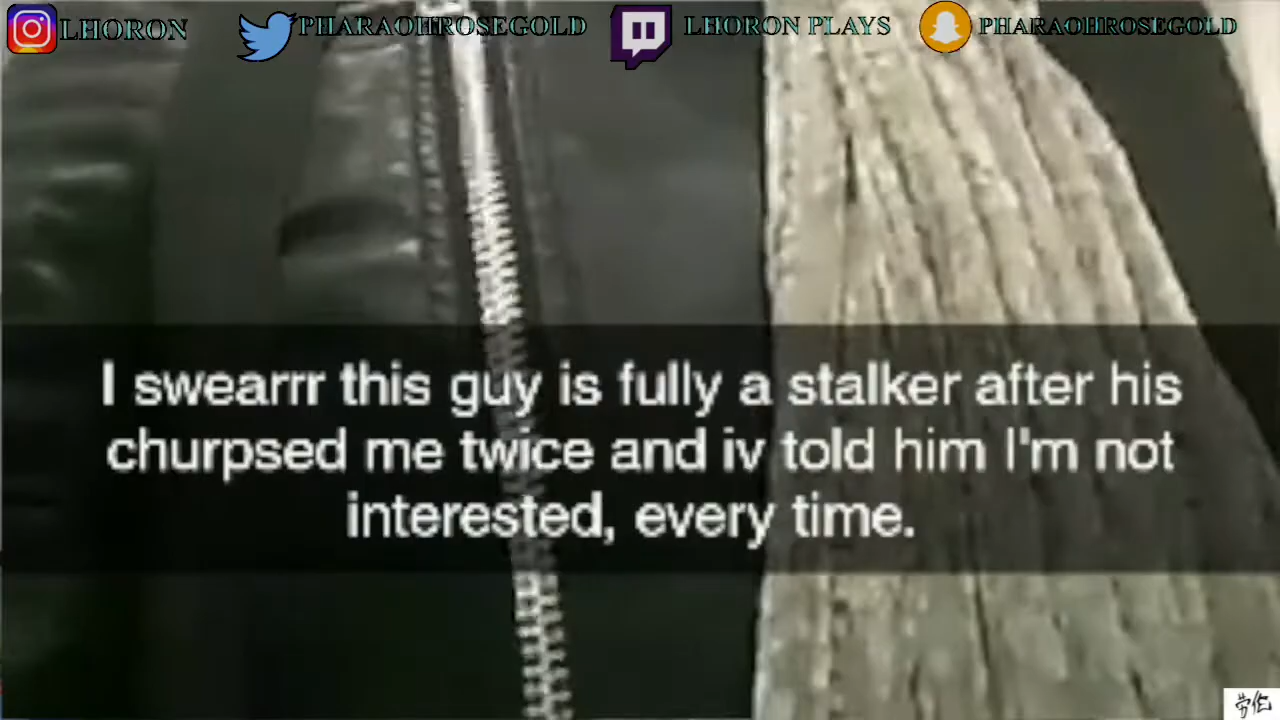 LHORON PHARAOHROSEGOLD LHORON PLAYS PHARAOHROSEGOLD
I swearrr this guy is fully a stalker after his
churpsed me twice and iv told him I'm not
interested, every time.